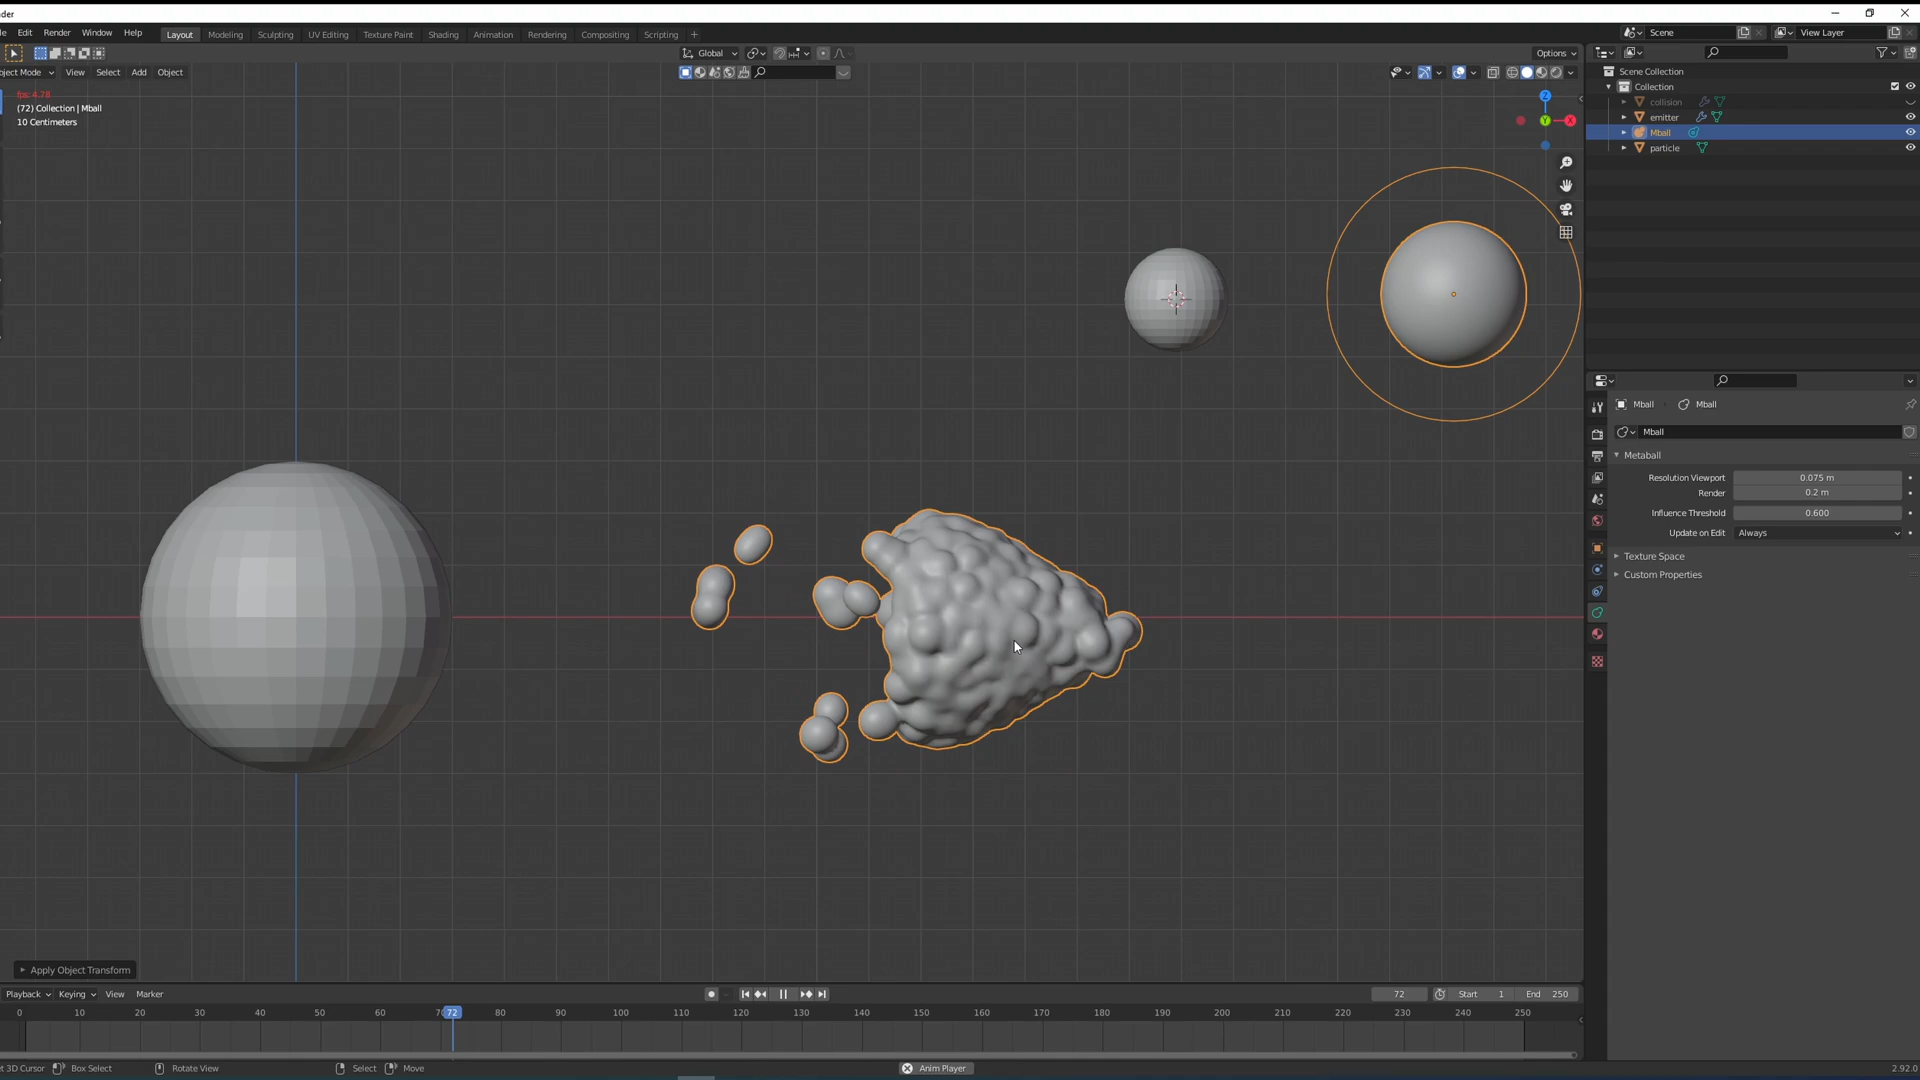 der
Edit Render Window Help Layout Modeling Sculpting UV Editing Texture Paint Shading Animation Rendering Compositing Scripting + Scene View Layer
Global Options
ject Mode View Select Add Object
fps: 4.78
(72) Collection | Mball
10 Centimeters
Z
Y
X
Scene Collection
Collection
collision
emitter
Mball
particle
Mball Mball
Mball
Metaball
Resolution Viewport 0.075 m
Render 0.2 m
Influence Threshold 0.600
Update on Edit Always
Texture Space
Custom Properties
Apply Object Transform
Playback Keying View Marker 72 Start 1 End 250
0 10 20 30 40 50 60 70 72 80 90 100 110 120 130 140 150 160 170 180 190 200 210 220 230 240 250
t 3D Cursor Box Select Rotate View Select Move Anim Player 2.92.0